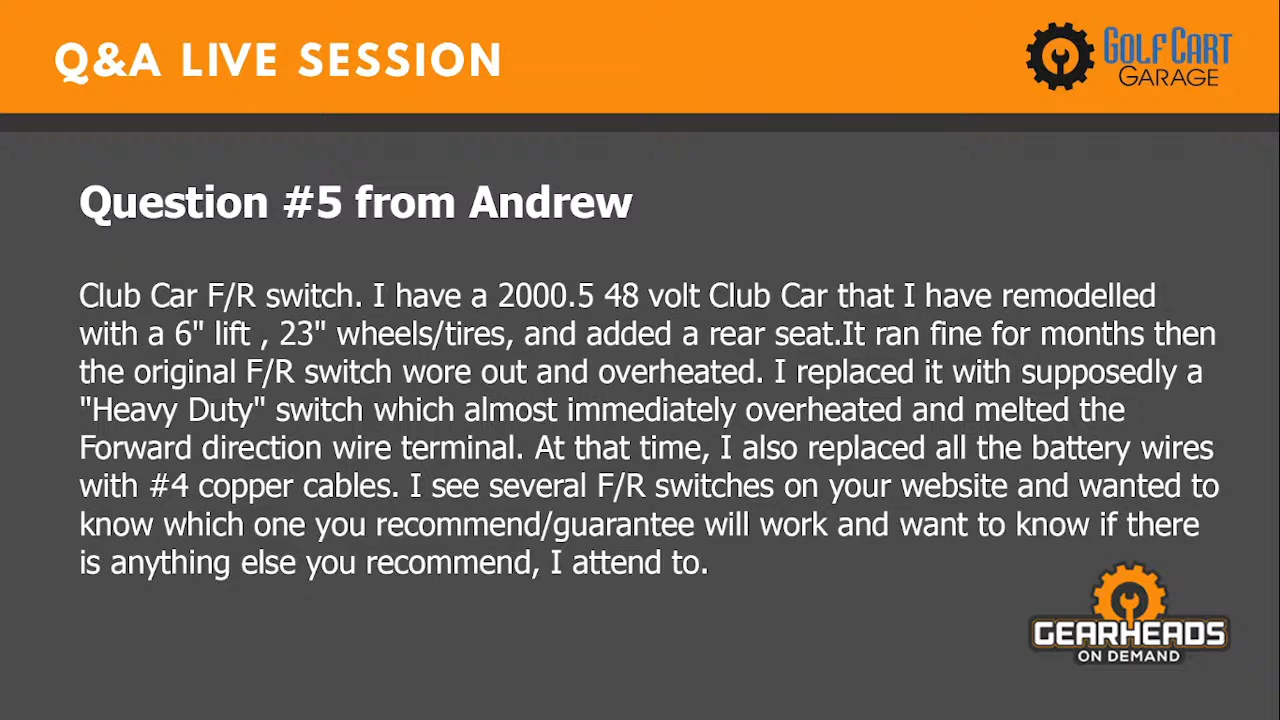 Q&A LIVE SESSION
GOLF CART
GARAGE
Question #5 from Andrew
Club Car F/R switch. I have a 2000.5 48 volt Club Car that I have remodelled
with a 6" lift , 23" wheels/tires, and added a rear seat.It ran fine for months then
the original F/R switch wore out and overheated. I replaced it with supposedly a
"Heavy Duty" switch which almost immediately overheated and melted the
Forward direction wire terminal. At that time, I also replaced all the battery wires
with #4 copper cables. I see several F/R switches on your website and wanted to
know which one you recommend/guarantee will work and want to know if there
is anything else you recommend, I attend to.
GEARHEADS
ON DEMAND